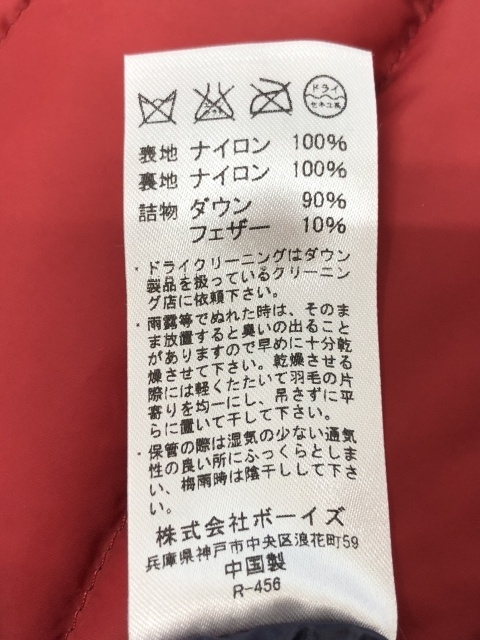 ドライ
セキユ系
表地 ナイロン 100%
裏地 ナイロン 100%
詰物 ダウン 90%
フェザー 10%
・ドライクリーニングはダウン
製品を扱っているクリーニン
グ店に依頼下さい。
・雨露等でぬれた時は、そのま
ま放置すると臭いの出ること
がありますので早めに十分乾
燥させて下さい。乾燥させる
際には軽くたたいて羽毛の片
寄りを均一にし、吊さずに平
らに置いて干して下さい。
・保管の際は湿気の少ない通気
性の良い所にふっくらとしま
い、梅雨時は陰干しして下さ
い。
株式会社ボーイズ
兵庫県神戸市中央区浪花町59
中国製
R-456